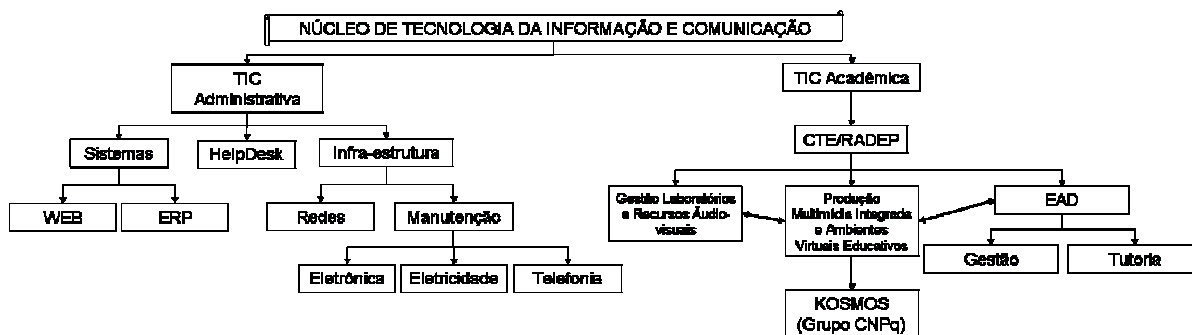 NÚCLEO DE TECNOLOGIA DA INFORMAÇÃO E COMUNICAÇÃO
TIC
Administrativa
TIC Acadêmica
Sistemas
HelpDesk
Infra-estrutura
CTE/RADEP
WEB
ERP
Redes
Manutenção
Gestão Laboratórios
e Recursos Áudio-
visuais
Produção
Multimídia Integrada
e Ambientes
Virtuais Educativos
EAD
Eletrônica
Eletricidade
Telefonia
Gestão
Tutoria
KOSMOS
(Grupo CNPq)